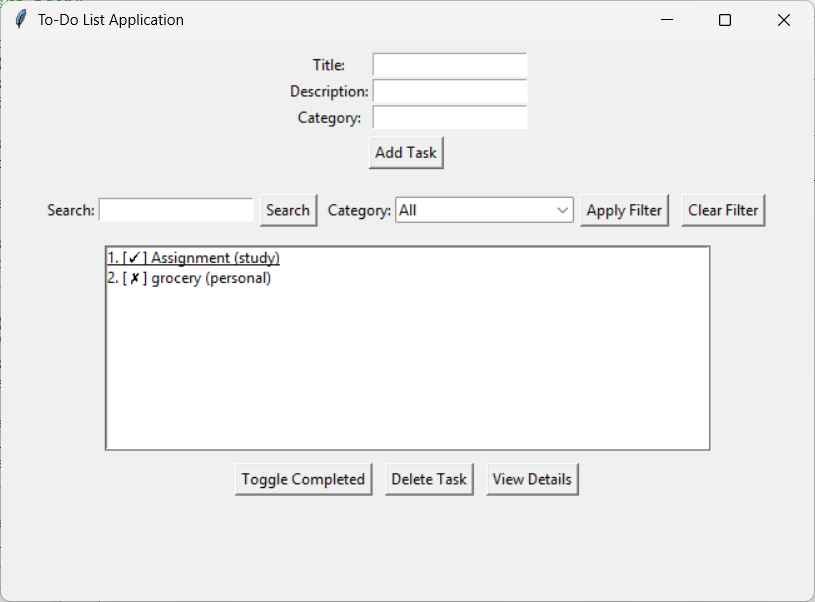 To-Do List Application
Title:
Description:
Category:
Add Task
Search: Search Category: All Apply Filter Clear Filter
1. [✓] Assignment (study)
2. [✗] grocery (personal)
Toggle Completed Delete Task View Details